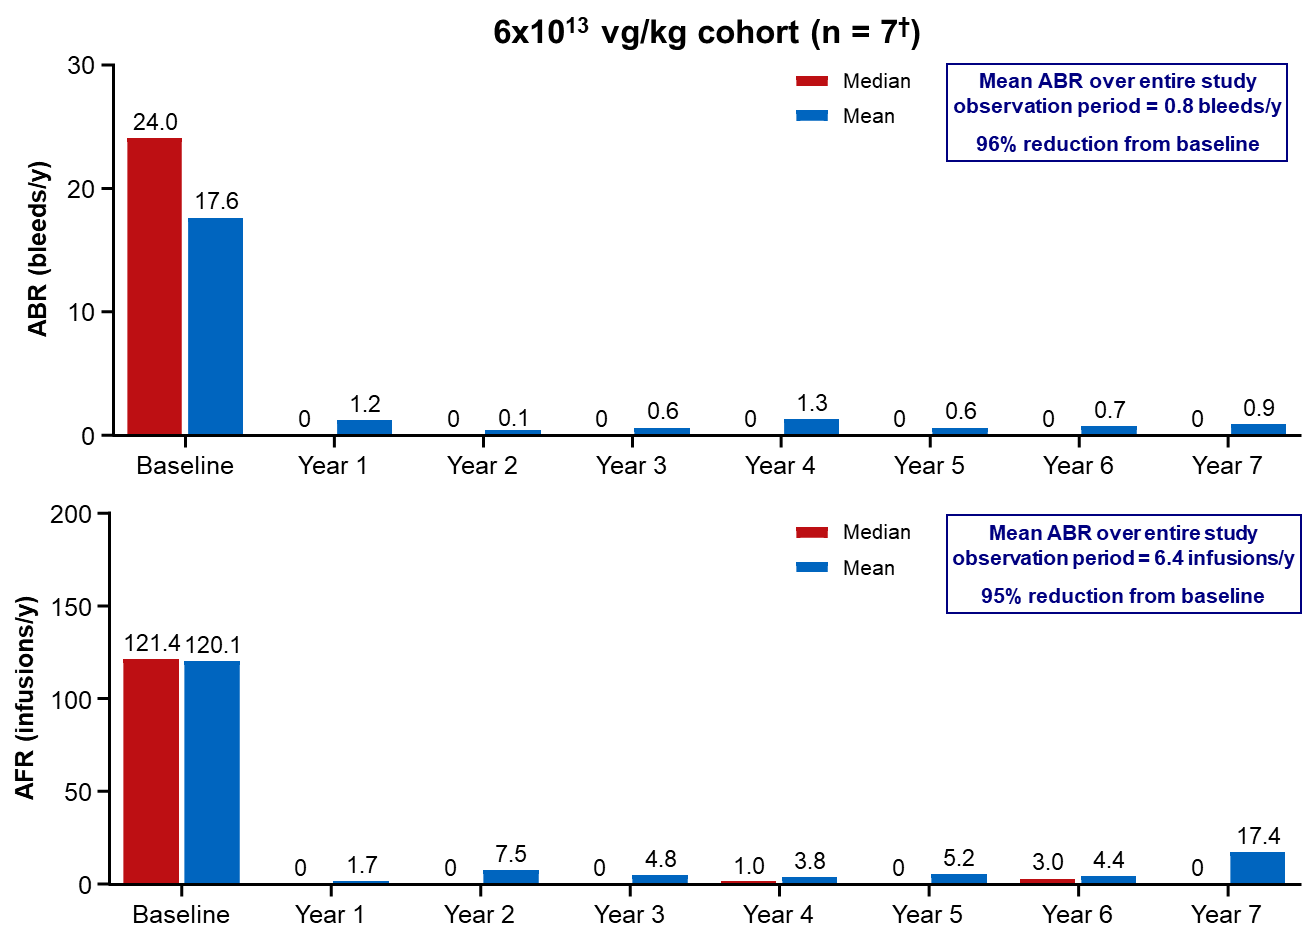 6x10¹³ vg/kg cohort (n = 7†)
30
20
10
0
ABR (bleeds/y)
Median
Mean
Mean ABR over entire study
observation period = 0.8 bleeds/y
96% reduction from baseline
24.0
17.6
0
1.2
0
0.1
0
0.6
0
1.3
0
0.6
0
0.7
0
0.9
Baseline
Year 1
Year 2
Year 3
Year 4
Year 5
Year 6
Year 7
200
150
100
50
0
AFR (infusions/y)
Median
Mean
Mean ABR over entire study
observation period = 6.4 infusions/y
95% reduction from baseline
121.4
120.1
0
1.7
0
7.5
0
4.8
1.0
3.8
0
5.2
3.0
4.4
0
17.4
Baseline
Year 1
Year 2
Year 3
Year 4
Year 5
Year 6
Year 7